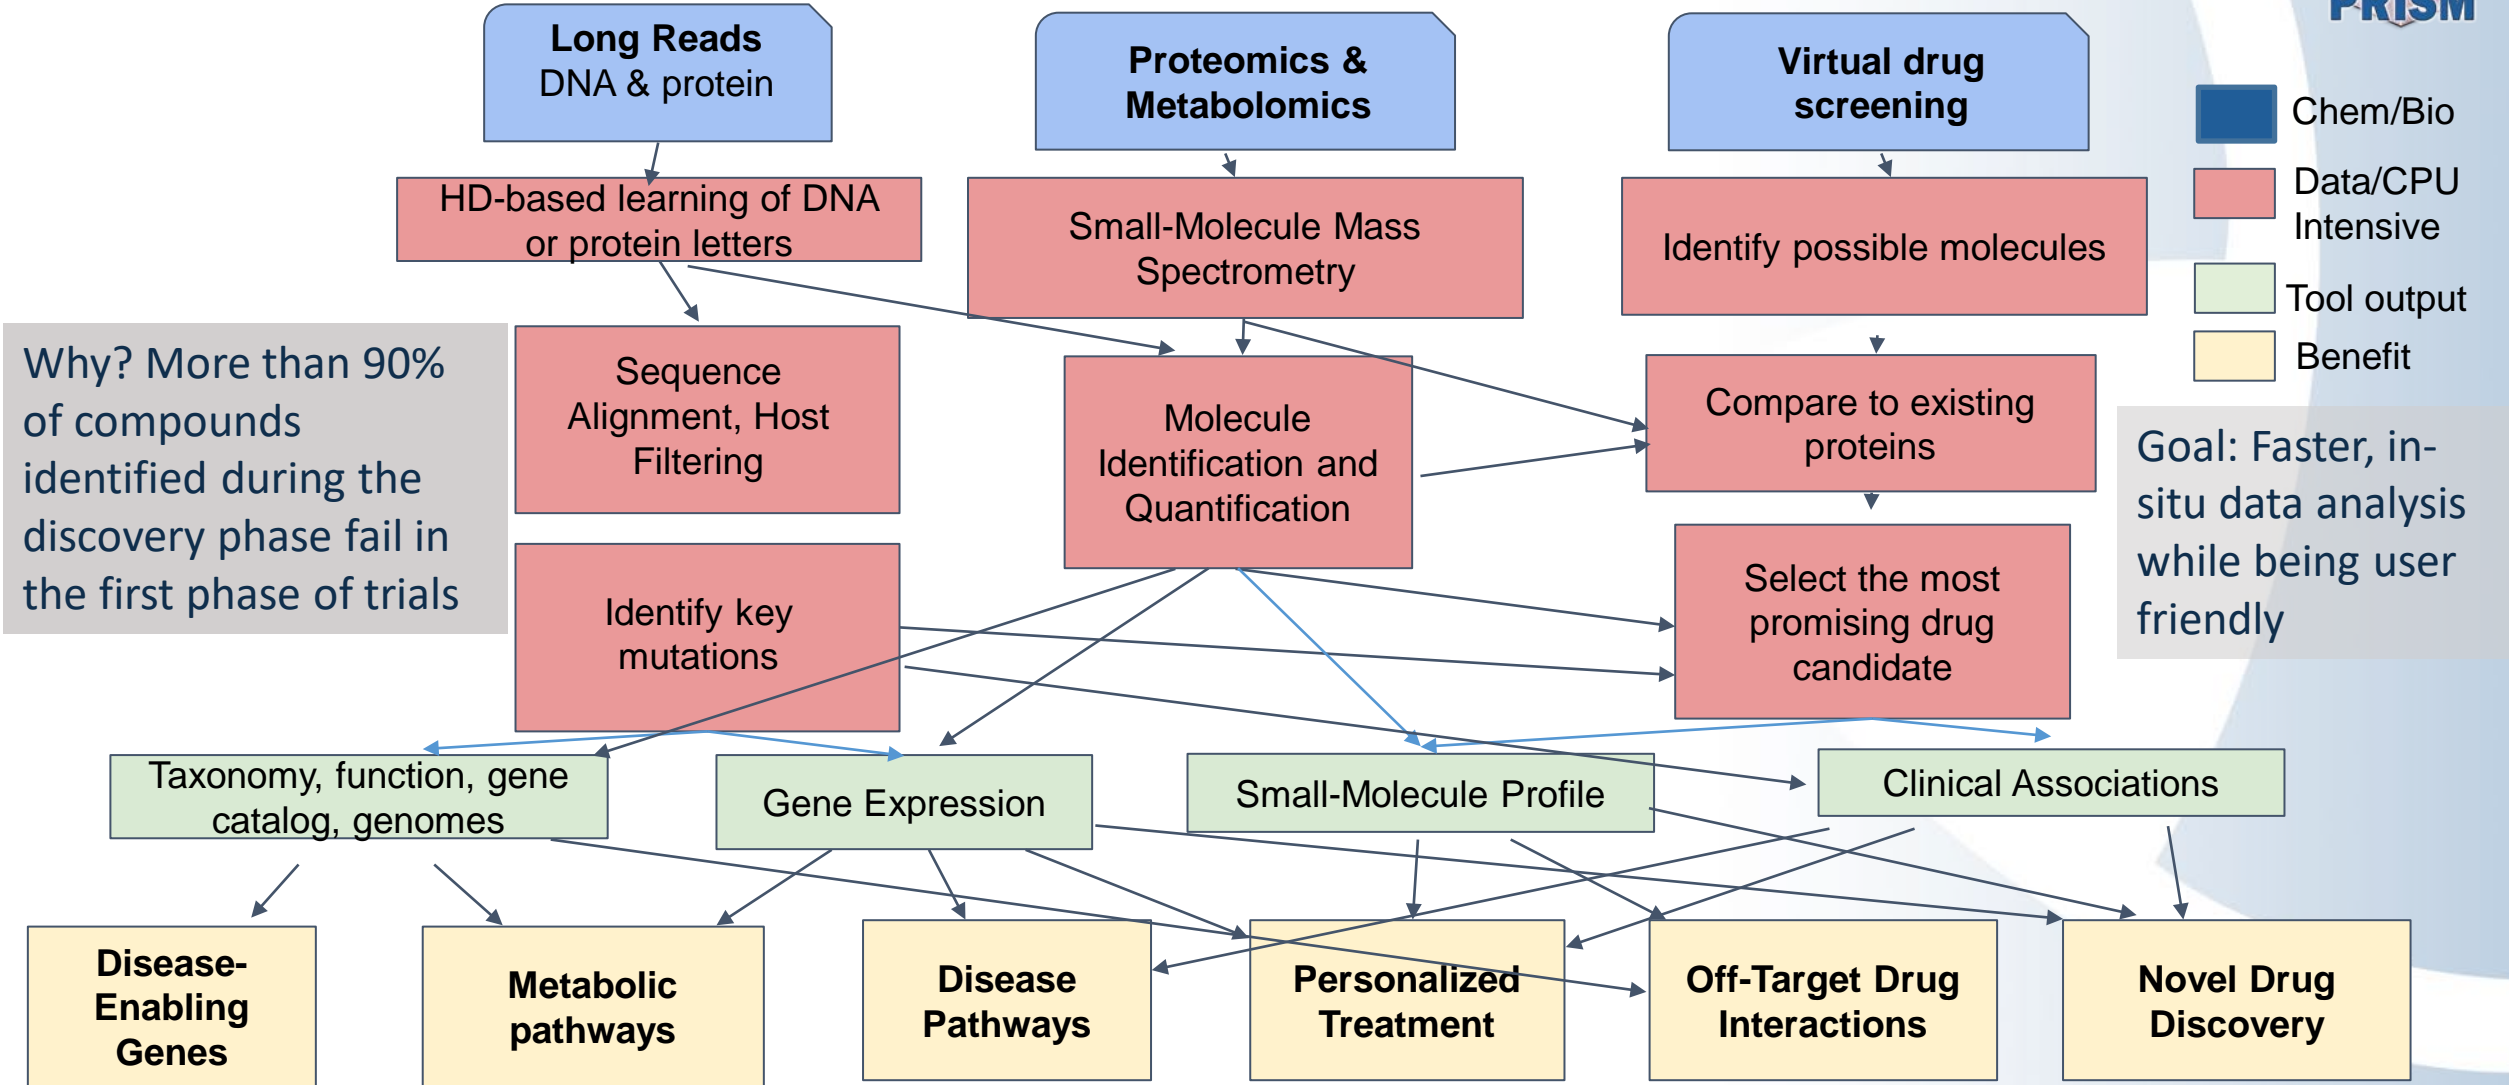 PRISM
Long Reads
DNA & protein
Proteomics &
Metabolomics
Virtual drug
screening
Chem/Bio
Data/CPU
Intensive
Tool output
Benefit
HD-based learning of DNA
or protein letters
Small-Molecule Mass
Spectrometry
Identify possible molecules
Why? More than 90%
of compounds
identified during the
discovery phase fail in
the first phase of trials
Sequence
Alignment, Host
Filtering
Molecule
Identification and
Quantification
Compare to existing
proteins
Goal: Faster, in-
situ data analysis
while being user
friendly
Identify key
mutations
Select the most
promising drug
candidate
Taxonomy, function, gene
catalog, genomes
Gene Expression
Small-Molecule Profile
Clinical Associations
Disease-
Enabling
Genes
Metabolic
pathways
Disease
Pathways
Personalized
Treatment
Off-Target Drug
Interactions
Novel Drug
Discovery